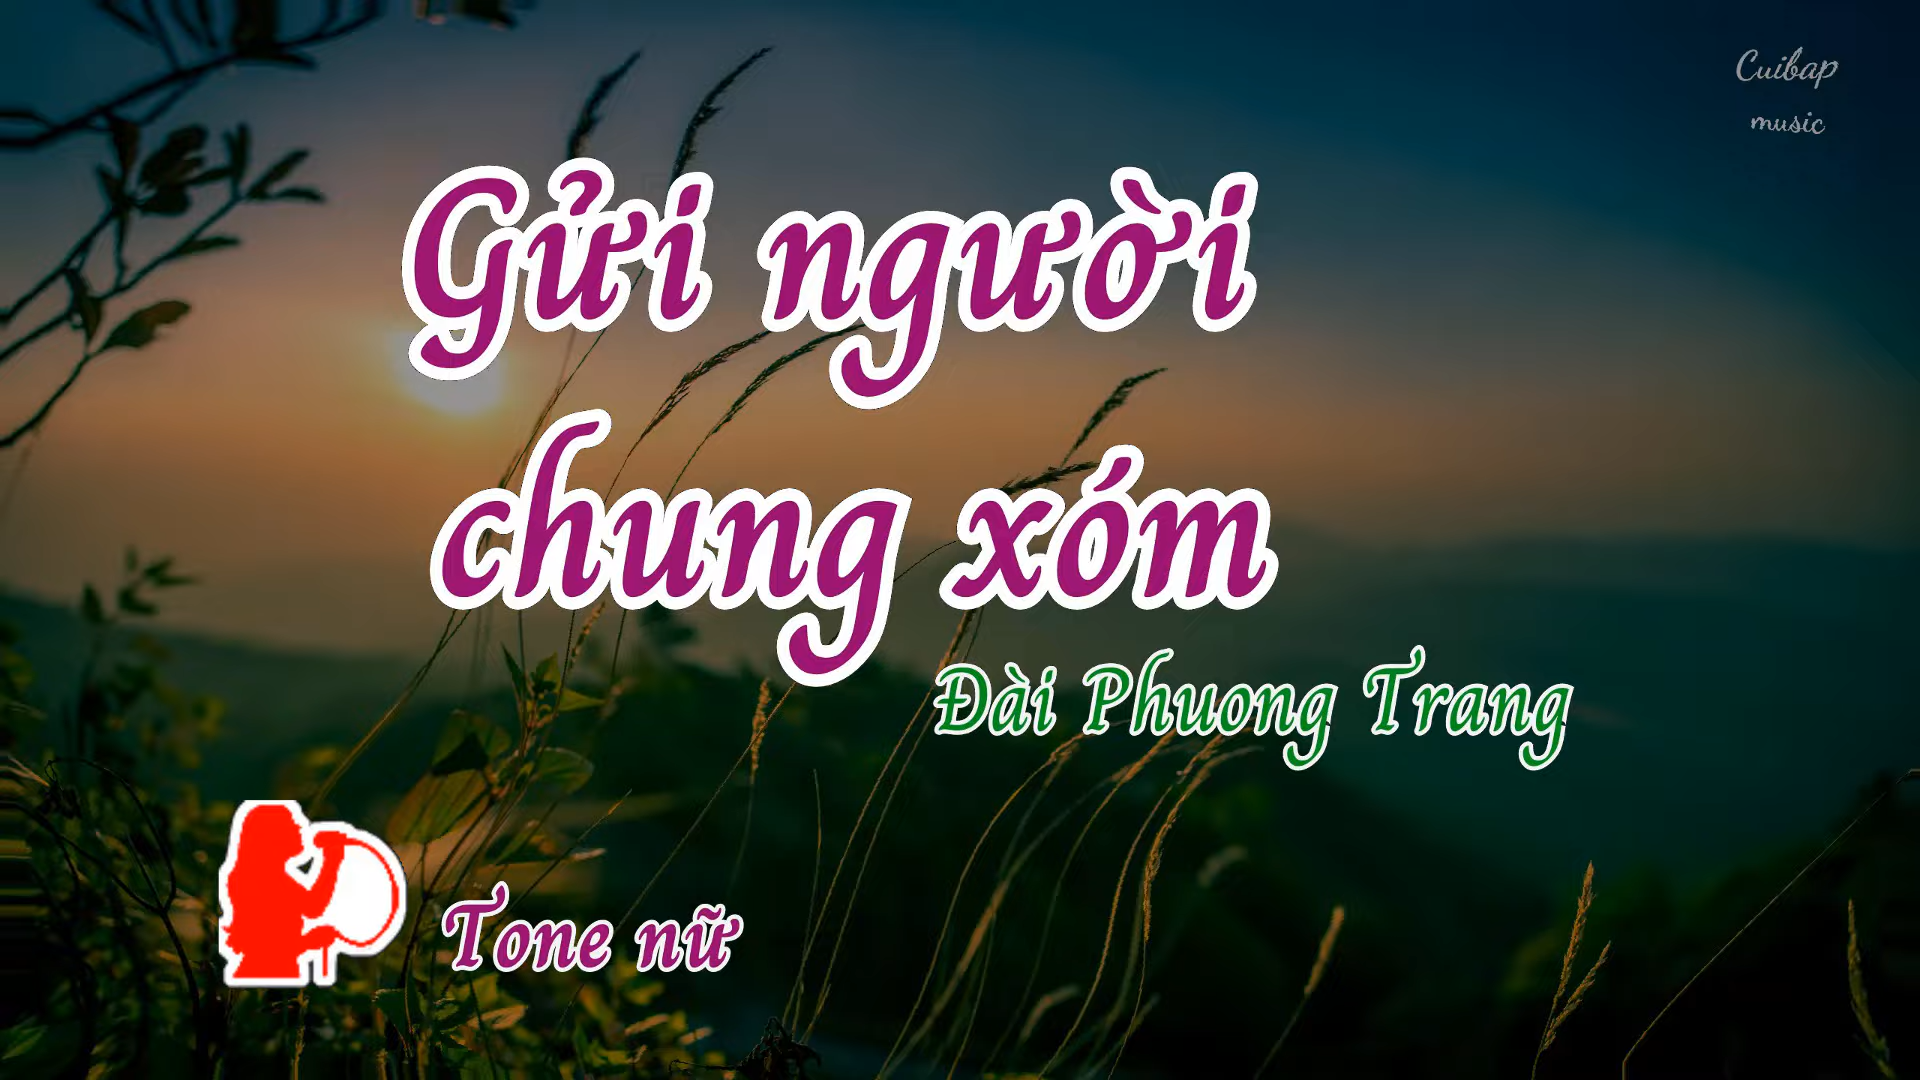 Cuibap
music
Gửi người
chung xóm
Đài Phuong Trang
Tone nữ